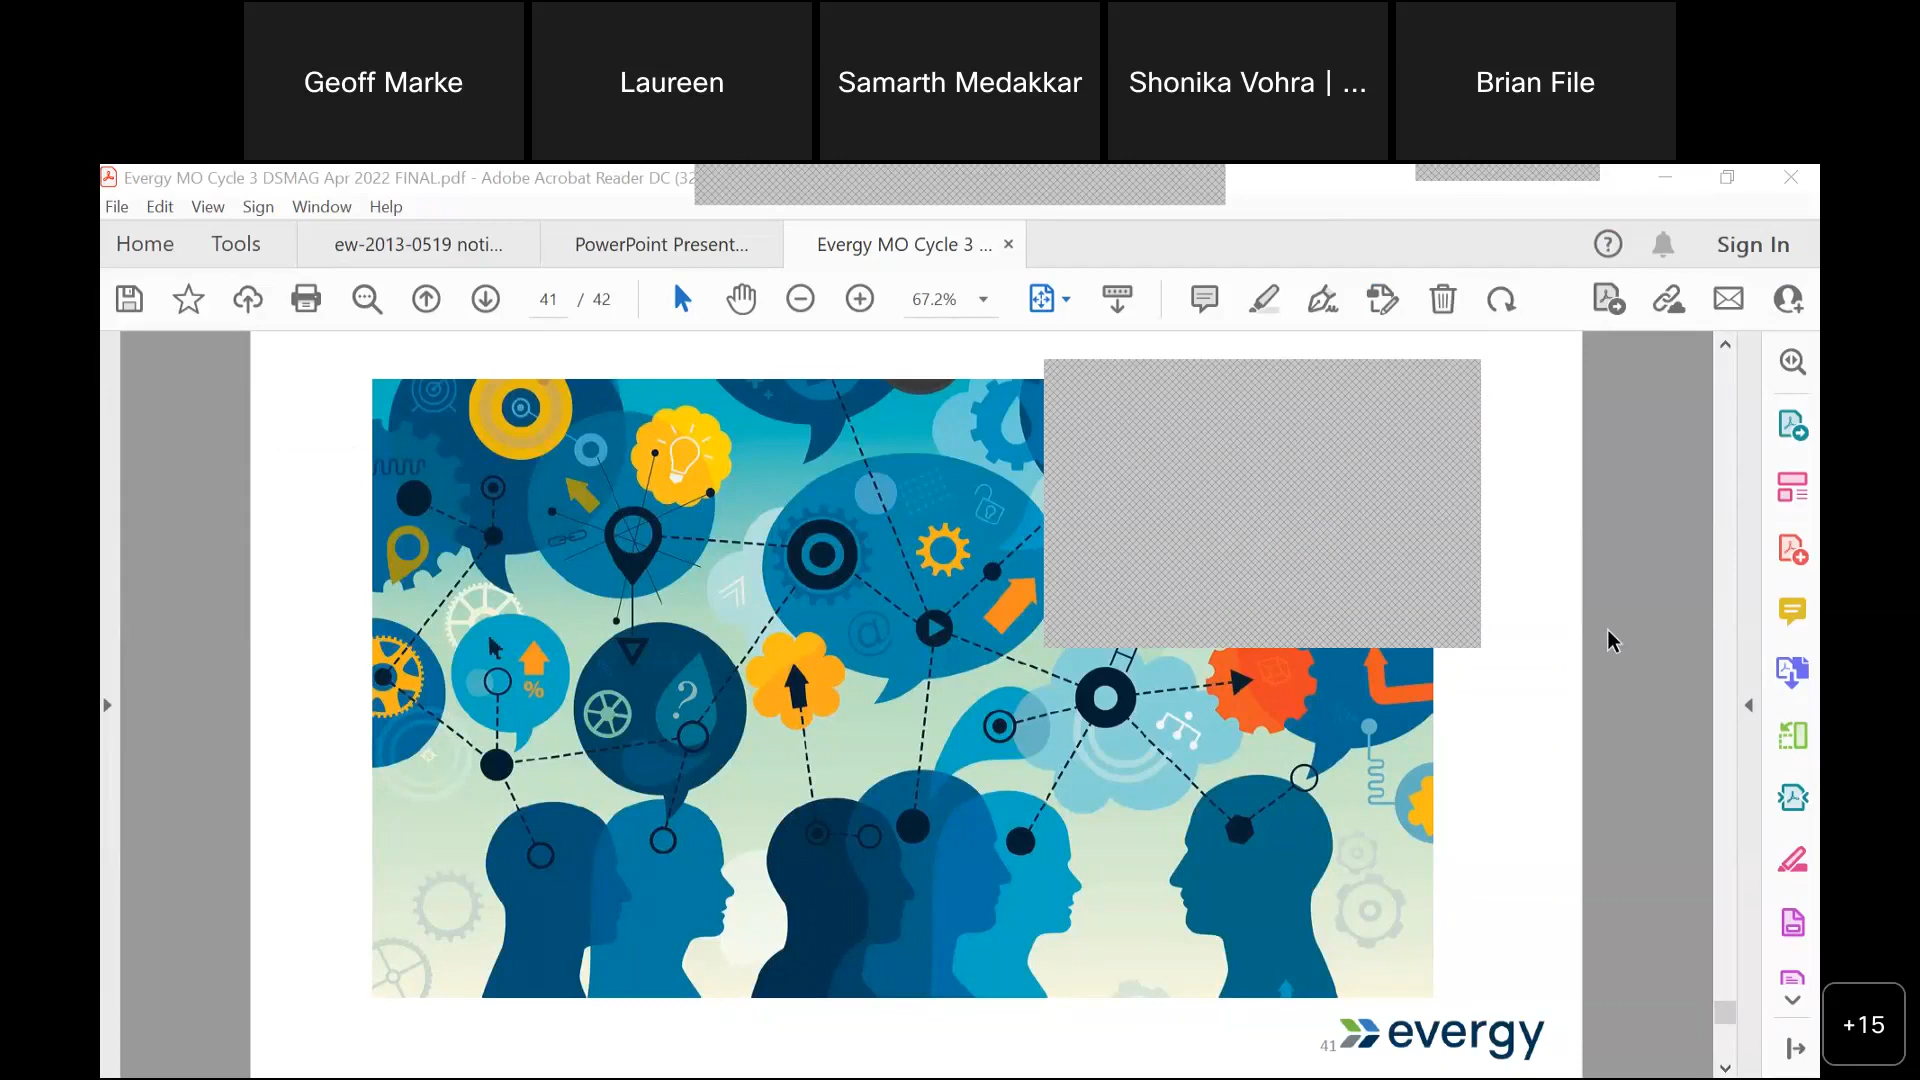 Geoff Marke
Laureen
Samarth Medakkar
Shonika Vohra | ...
Brian File
Evergy MO Cycle 3 DSMAG Apr 2022 FINAL.pdf - Adobe Acrobat Reader DC (32
File Edit View Sign Window Help
Home Tools ew-2013-0519 noti... PowerPoint Present... Evergy MO Cycle 3 ... × ? Sign In
41 / 42 67.2%
@
%
?
41 evergy
+15